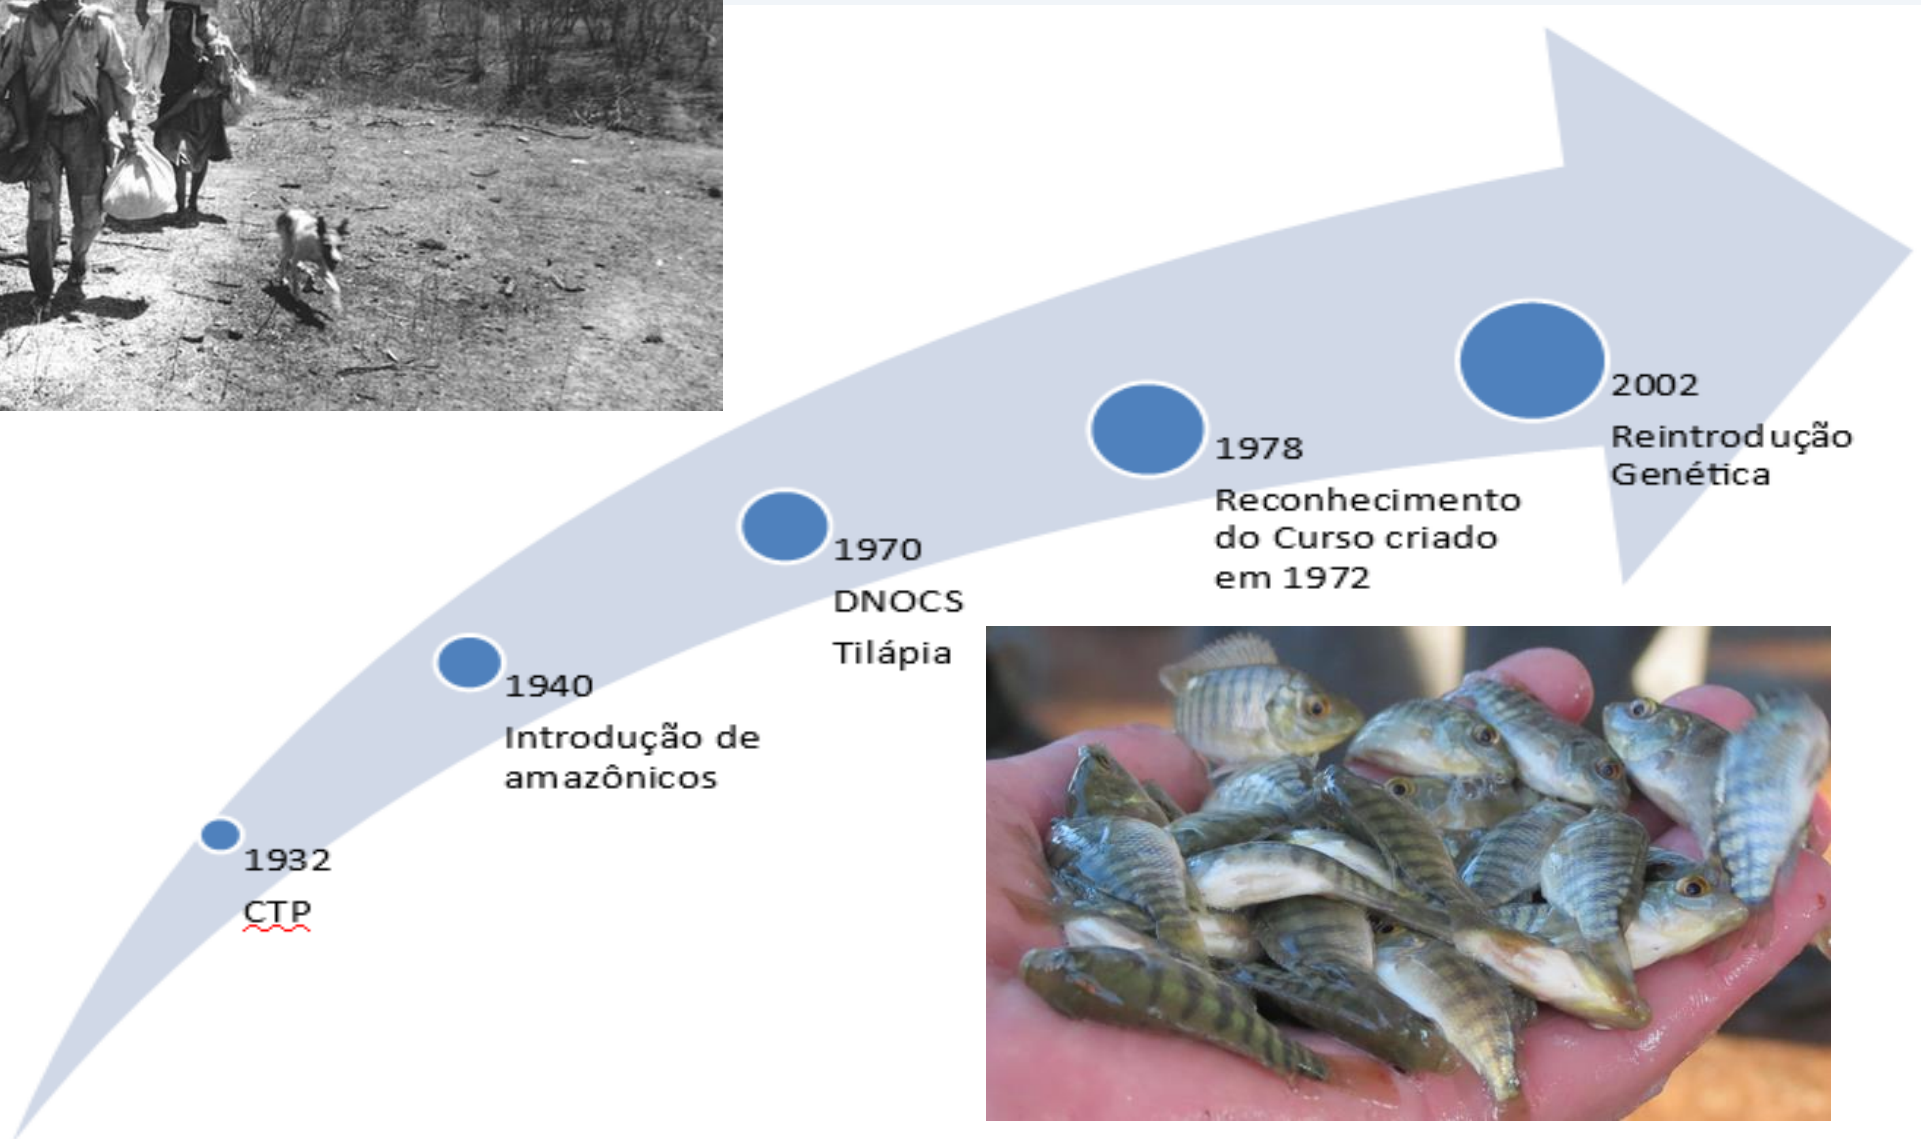 1932
CTP
1940
Introdução de
amazônicos
1970
DNOCS
Tilápia
1978
Reconhecimento
do Curso criado
em 1972
2002
Reintrodução
Genética